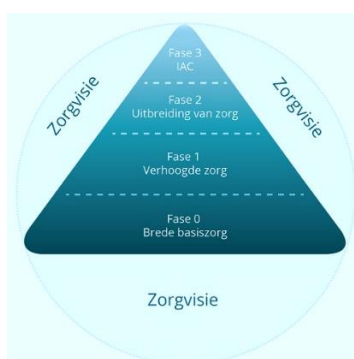 Fase 3
IAC
Zorgvisie
Zorgvisie
Fase 2
Uitbreiding van zorg
Fase 1
Verhoogde zorg
Fase 0
Brede basiszorg
Zorgvisie